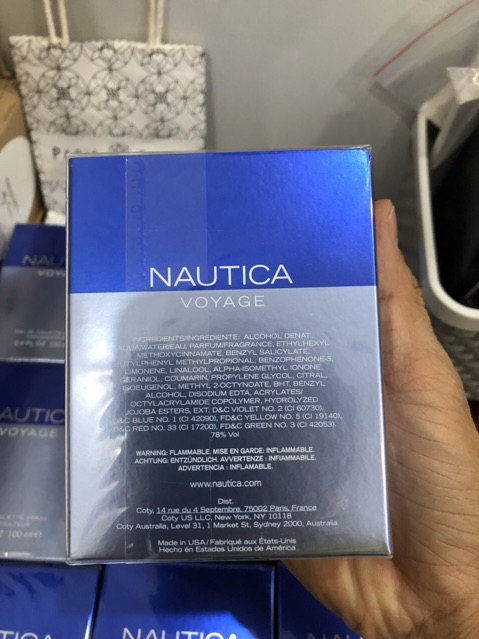 NAUTICA
VOYAGE
INGREDIENTS/INGREDIENTE: ALCOHOL DENAT.,
AQUA/WATER/EAU, PARFUM/FRAGRANCE, ETHYLHEXYL
METHOXYCINNAMATE, BENZYL SALICYLATE,
BUTYLPHENYL METHYLPROPIONAL, BENZOPHENONE-3,
LIMONENE, LINALOOL, ALPHA-ISOMETHYL IONONE,
GERANIOL, COUMARIN, PROPYLENE GLYCOL, CITRAL,
ISOEUGENOL, METHYL 2-OCTYNOATE, BHT, BENZYL
ALCOHOL, DISODIUM EDTA, ACRYLATES/
OCTYLACRYLAMIDE COPOLYMER, HYDROLYZED
JOJOBA ESTERS, EXT. D&C VIOLET NO. 2 (CI 60730),
FD&C BLUE NO. 1 (CI 42090), FD&C YELLOW NO. 5 (CI 19140),
D&C RED NO. 33 (CI 17200), FD&C GREEN NO. 3 (CI 42053).
78% Vol
WARNING: FLAMMABLE. MISE EN GARDE: INFLAMMABLE.
ACHTUNG: ENTZÜNDLICH. AVVERTENZE : INFIAMMABILE.
ADVERTENCIA : INFLAMABLE.
www.nautica.com
Dist.
Coty, 14 rue du 4 Septembre, 75002 Paris, France
Coty US LLC, New York, NY 10118
Coty Australia, Level 31, 1 Market St, Sydney 2000, Australia
Made in USA/Fabriqué aux États-Unis
Hecho en Estados Unidos de América
VOYAGE
NAUTIC
VOYAGE
100 ml
NAUTICA
NAUTICA